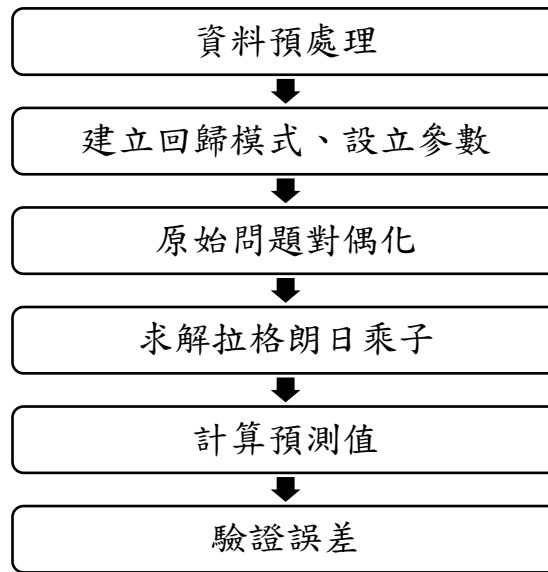 資料預處理
建立回歸模式、設立參數
原始問題對偶化
求解拉格朗日乘子
計算預測值
驗證誤差